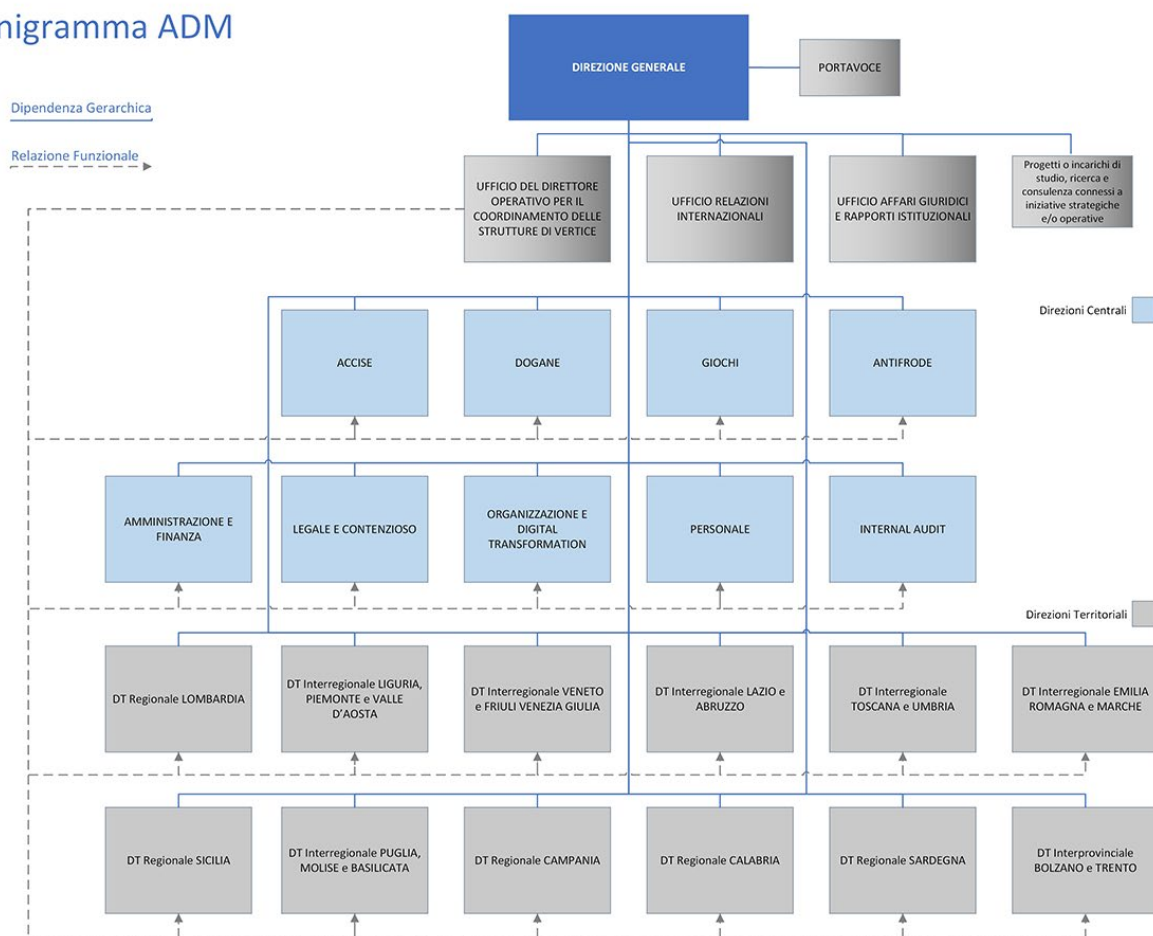 nigramma ADM
DIREZIONE GENERALE
PORTAVOCE
Dipendenza Gerarchica
Relazione Funzionale
UFFICIO DEL DIRETTORE
OPERATIVO PER IL
COORDINAMENTO DELLE
STRUTTURE DI VERTICE
UFFICIO RELAZIONI
INTERNAZIONALI
UFFICIO AFFARI GIURIDICI
E RAPPORTI ISTITUZIONALI
Progetti o incarichi di
studio, ricerca e
consulenza connessi a
iniziative strategiche
e/o operative
Direzioni Centrali
ACCISE
DOGANE
GIOCHI
ANTIFRODE
AMMINISTRAZIONE E
FINANZA
LEGALE E CONTENZIOSO
ORGANIZZAZIONE E
DIGITAL
TRANSFORMATION
PERSONALE
INTERNAL AUDIT
Direzioni Territoriali
DT Regionale LOMBARDIA
DT Interregionale LIGURIA,
PIEMONTE e VALLE
D'AOSTA
DT Interregionale VENETO
e FRIULI VENEZIA GIULIA
DT Interregionale LAZIO e
ABRUZZO
DT Interregionale
TOSCANA e UMBRIA
DT Interregionale EMILIA
ROMAGNA e MARCHE
DT Regionale SICILIA
DT Interregionale PUGLIA,
MOLISE e BASILICATA
DT Regionale CAMPANIA
DT Regionale CALABRIA
DT Regionale SARDEGNA
DT Interprovinciale
BOLZANO e TRENTO